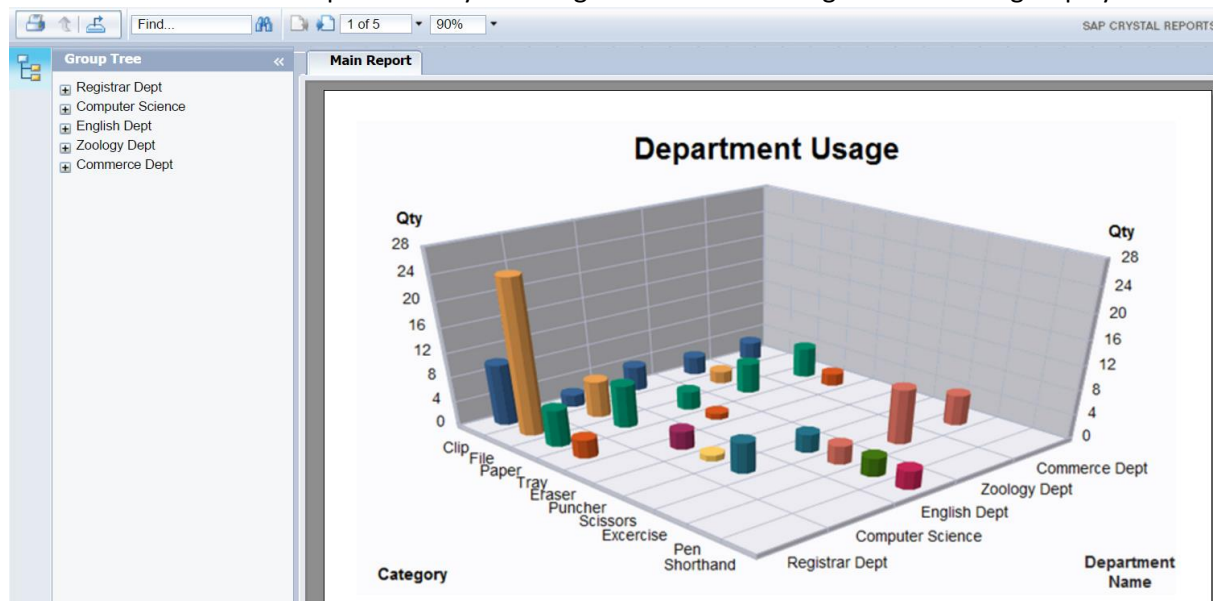 Find...
1 of 5
90%
SAP CRYSTAL REPORTS
Group Tree
«
Main Report
Registrar Dept
Computer Science
English Dept
Zoology Dept
Commerce Dept
Department Usage
Qty
28
24
20
16
12
8
4
0
Qty
28
24
20
16
12
8
4
0
Clip
File
Paper
Tray
Eraser
Puncher
Scissors
Excercise
Pen
Shorthand
Commerce Dept
Zoology Dept
English Dept
Computer Science
Registrar Dept
Category
Department
Name